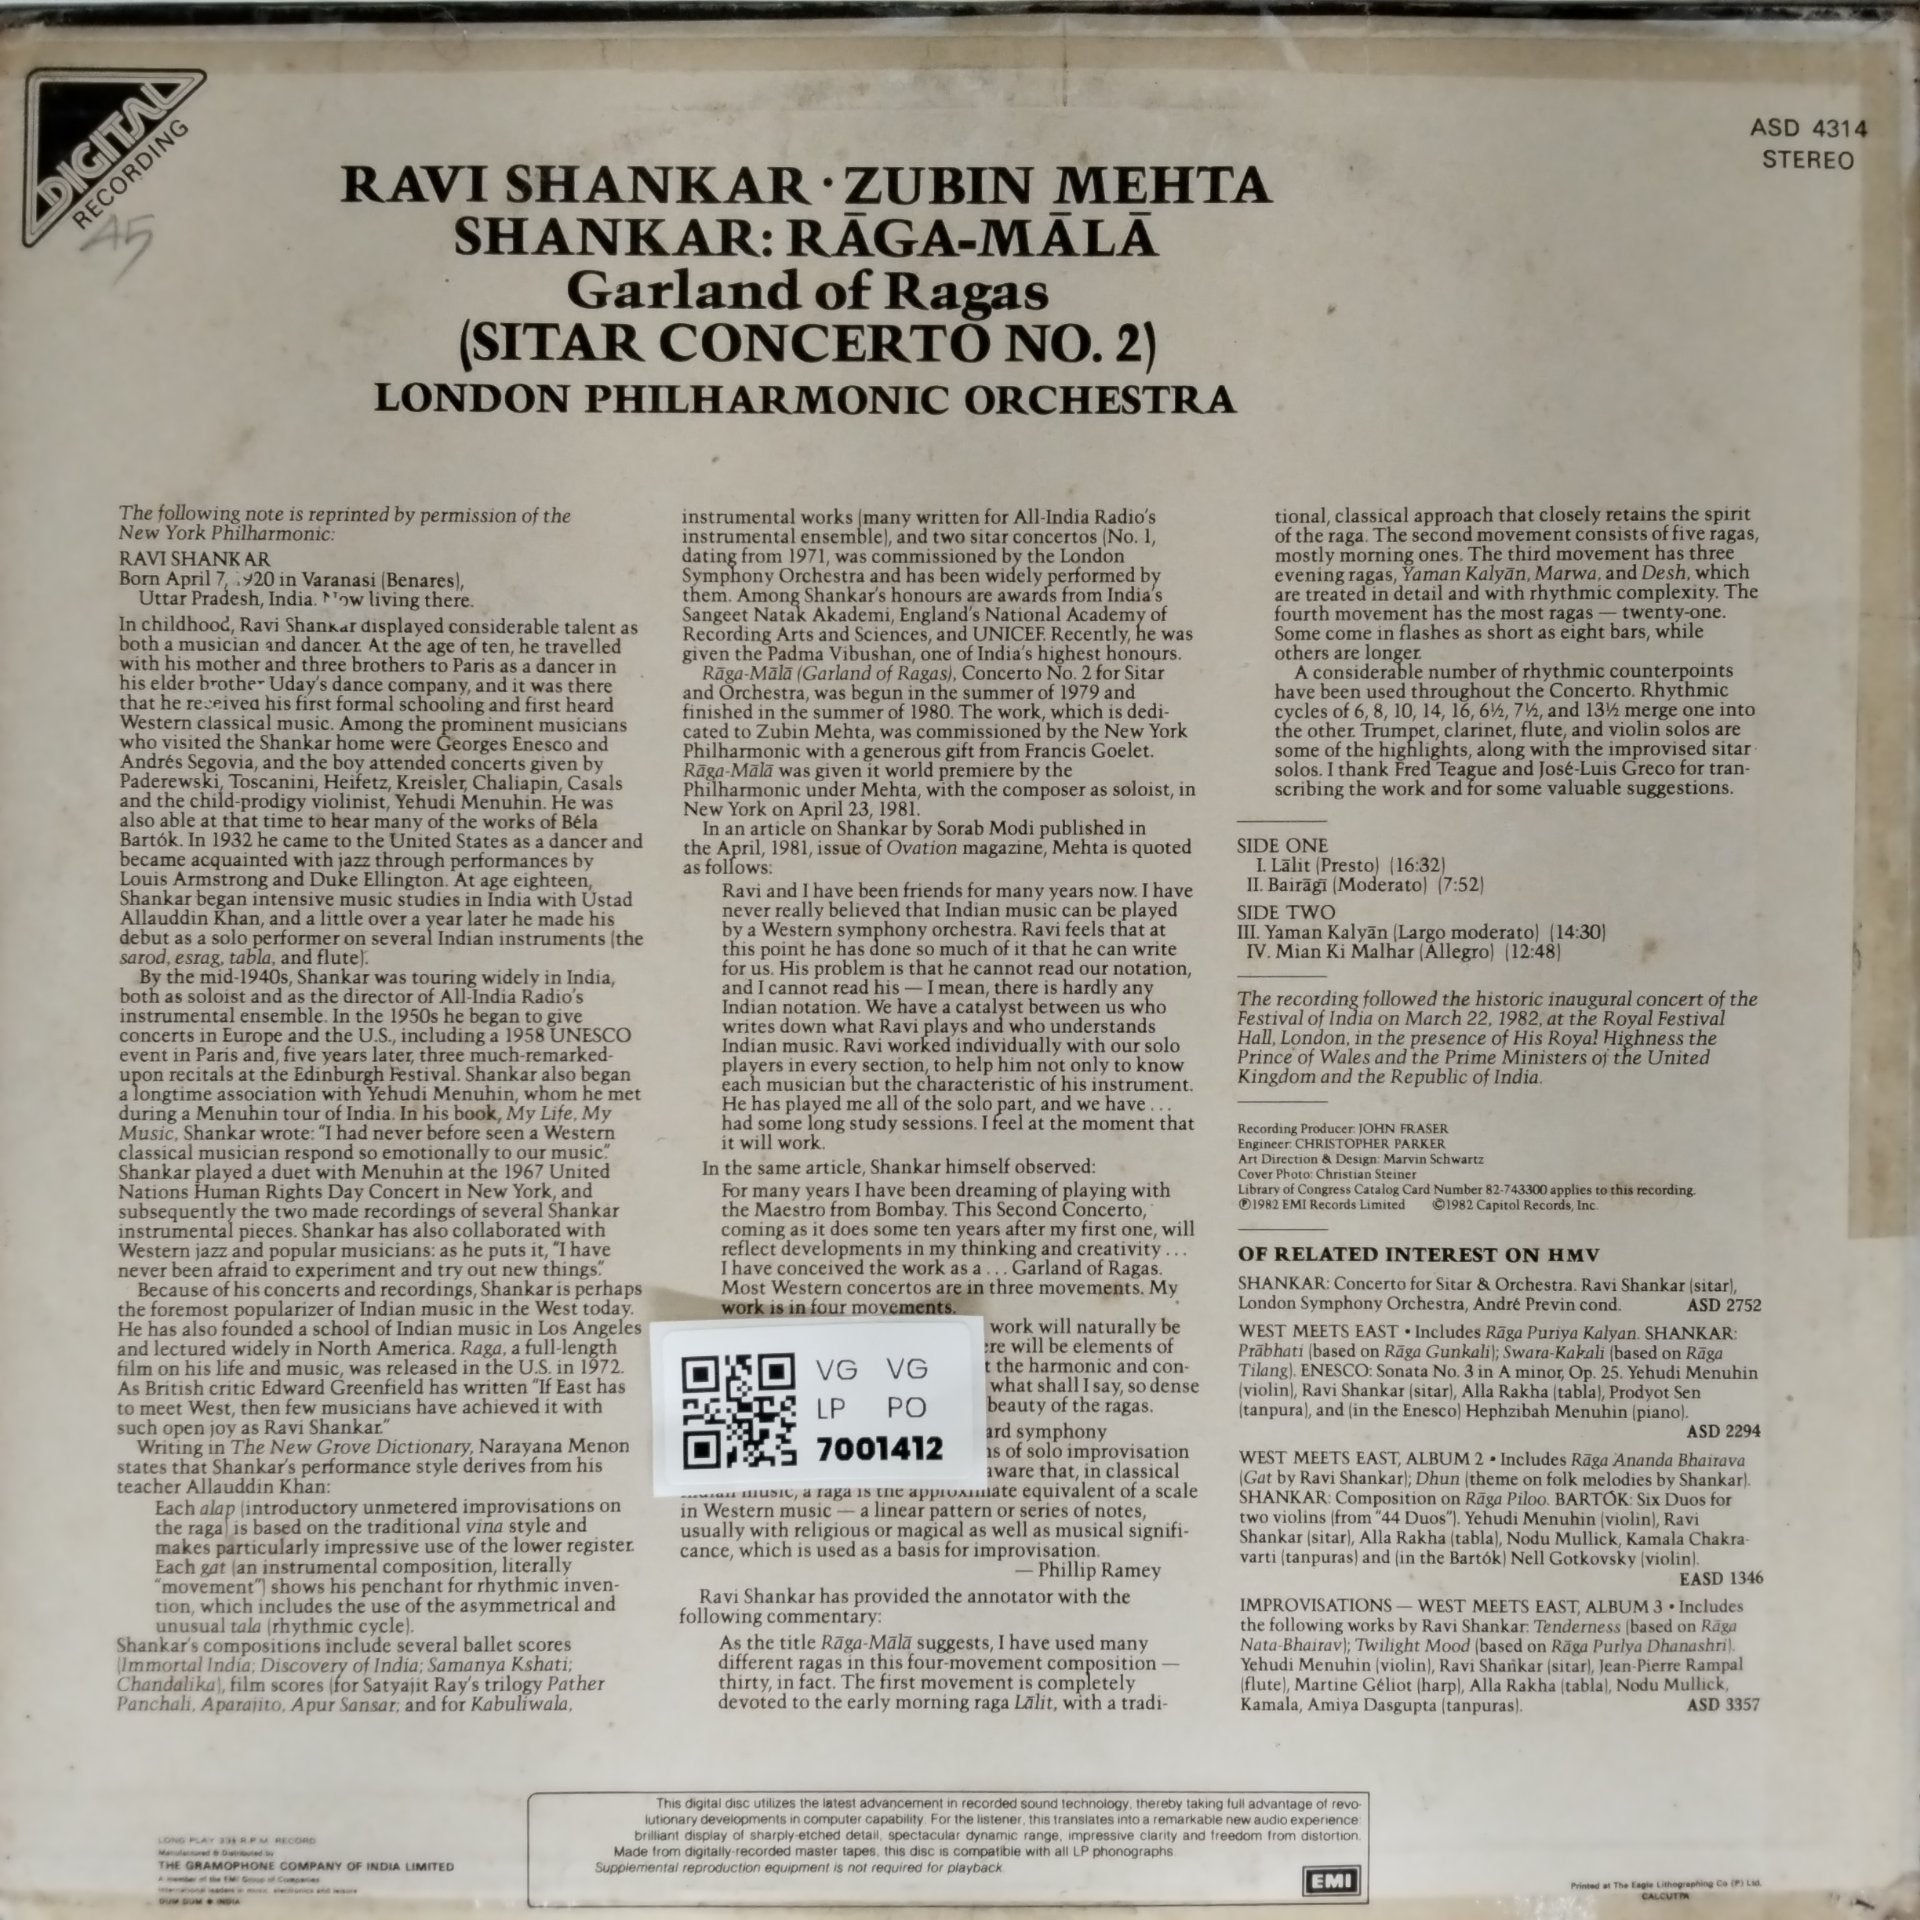 DIGITAL
RECORDING
45
ASD 4314
STEREO
RAVI SHANKAR · ZUBIN MEHTA
SHANKAR: RĀGA-MĀLĀ
Garland of Ragas
(SITAR CONCERTO NO. 2)
LONDON PHILHARMONIC ORCHESTRA
The following note is reprinted by permission of the
New York Philharmonic:
RAVI SHANKAR
Born April 7, 1920 in Varanasi (Benares),
Uttar Pradesh, India. Now living there.
In childhood, Ravi Shankar displayed considerable talent as
both a musician and dancer. At the age of ten, he travelled
with his mother and three brothers to Paris as a dancer in
his elder brother Uday's dance company, and it was there
that he received his first formal schooling and first heard
Western classical music. Among the prominent musicians
who visited the Shankar home were Georges Enesco and
Andrés Segovia, and the boy attended concerts given by
Paderewski, Toscanini, Heifetz, Kreisler, Chaliapin, Casals
and the child-prodigy violinist, Yehudi Menuhin. He was
also able at that time to hear many of the works of Béla
Bartók. In 1932 he came to the United States as a dancer and
became acquainted with jazz through performances by
Louis Armstrong and Duke Ellington. At age eighteen,
Shankar began intensive music studies in India with Ustad
Allauddin Khan, and a little over a year later he made his
debut as a solo performer on several Indian instruments (the
sarod, esrag, tabla, and flute).
By the mid-1940s, Shankar was touring widely in India,
both as soloist and as the director of All-India Radio's
instrumental ensemble. In the 1950s he began to give
concerts in Europe and the U.S., including a 1958 UNESCO
event in Paris and, five years later, three much-remarked-
upon recitals at the Edinburgh Festival. Shankar also began
a longtime association with Yehudi Menuhin, whom he met
during a Menuhin tour of India. In his book, My Life, My
Music, Shankar wrote: "I had never before seen a Western
classical musician respond so emotionally to our music."
Shankar played a duet with Menuhin at the 1967 United
Nations Human Rights Day Concert in New York, and
subsequently the two made recordings of several Shankar
instrumental pieces. Shankar has also collaborated with
Western jazz and popular musicians: as he puts it, "I have
never been afraid to experiment and try out new things."
Because of his concerts and recordings, Shankar is perhaps
the foremost popularizer of Indian music in the West today.
He has also founded a school of Indian music in Los Angeles
and lectured widely in North America. Raga, a full-length
film on his life and music, was released in the U.S. in 1972.
As British critic Edward Greenfield has written "If East has
to meet West, then few musicians have achieved it with
such open joy as Ravi Shankar."
Writing in The New Grove Dictionary, Narayana Menon
states that Shankar's performance style derives from his
teacher Allauddin Khan:
Each alap (introductory unmetered improvisations on
the raga) is based on the traditional vina style and
makes particularly impressive use of the lower register.
Each gat (an instrumental composition, literally
"movement") shows his penchant for rhythmic inven-
tion, which includes the use of the asymmetrical and
unusual tala (rhythmic cycle).
Shankar's compositions include several ballet scores
(Immortal India; Discovery of India; Samanya Kshati;
Chandalika), film scores (for Satyajit Ray's trilogy Pather
Panchali, Aparajito, Apur Sansar; and for Kabuliwala,
instrumental works (many written for All-India Radio's
instrumental ensemble), and two sitar concertos (No. 1,
dating from 1971, was commissioned by the London
Symphony Orchestra and has been widely performed by
them. Among Shankar's honours are awards from India's
Sangeet Natak Akademi, England's National Academy of
Recording Arts and Sciences, and UNICEF. Recently, he was
given the Padma Vibushan, one of India's highest honours.
Rāga-Mālā (Garland of Ragas), Concerto No. 2 for Sitar
and Orchestra, was begun in the summer of 1979 and
finished in the summer of 1980. The work, which is dedi-
cated to Zubin Mehta, was commissioned by the New York
Philharmonic with a generous gift from Francis Goelet.
Rāga-Mālā was given it world premiere by the
Philharmonic under Mehta, with the composer as soloist, in
New York on April 23, 1981.
In an article on Shankar by Sorab Modi published in
the April, 1981, issue of Ovation magazine, Mehta is quoted
as follows:
Ravi and I have been friends for many years now. I have
never really believed that Indian music can be played
by a Western symphony orchestra. Ravi feels that at
this point he has done so much of it that he can write
for us. His problem is that he cannot read our notation,
and I cannot read his — I mean, there is hardly any
Indian notation. We have a catalyst between us who
writes down what Ravi plays and who understands
Indian music. Ravi worked individually with our solo
players in every section, to help him not only to know
each musician but the characteristic of his instrument.
He has played me all of the solo part, and we have ...
had some long study sessions. I feel at the moment that
it will work.
In the same article, Shankar himself observed:
For many years I have been dreaming of playing with
the Maestro from Bombay. This Second Concerto,
coming as it does some ten years after my first one, will
reflect developments in my thinking and creativity ...
I have conceived the work as a ... Garland of Ragas.
Most Western concertos are in three movements. My
work is in four movements.
work will naturally be
re will be elements of
t the harmonic and con-
what shall I say, so dense
beauty of the ragas.
ard symphony
s of solo improvisation
aware that, in classical
Indian music, a raga is the approximate equivalent of a scale
in Western music — a linear pattern or series of notes,
usually with religious or magical as well as musical signifi-
cance, which is used as a basis for improvisation.
— Phillip Ramey
Ravi Shankar has provided the annotator with the
following commentary:
As the title Rāga-Mālā suggests, I have used many
different ragas in this four-movement composition —
thirty, in fact. The first movement is completely
devoted to the early morning raga Lālit, with a tradi-
VG VG
LP PO
7001412
tional, classical approach that closely retains the spirit
of the raga. The second movement consists of five ragas,
mostly morning ones. The third movement has three
evening ragas, Yaman Kalyān, Marwa, and Desh, which
are treated in detail and with rhythmic complexity. The
fourth movement has the most ragas — twenty-one.
Some come in flashes as short as eight bars, while
others are longer.
A considerable number of rhythmic counterpoints
have been used throughout the Concerto. Rhythmic
cycles of 6, 8, 10, 14, 16, 6½, 7½, and 13½ merge one into
the other. Trumpet, clarinet, flute, and violin solos are
some of the highlights, along with the improvised sitar
solos. I thank Fred Teague and José-Luis Greco for tran-
scribing the work and for some valuable suggestions.
SIDE ONE
I. Lālit (Presto) (16:32)
II. Bairāgī (Moderato) (7:52)
SIDE TWO
III. Yaman Kalyān (Largo moderato) (14:30)
IV. Mian Ki Malhar (Allegro) (12:48)
The recording followed the historic inaugural concert of the
Festival of India on March 22, 1982, at the Royal Festival
Hall, London, in the presence of His Royal Highness the
Prince of Wales and the Prime Ministers of the United
Kingdom and the Republic of India.
Recording Producer: JOHN FRASER
Engineer: CHRISTOPHER PARKER
Art Direction & Design: Marvin Schwartz
Cover Photo: Christian Steiner
Library of Congress Catalog Card Number 82-743300 applies to this recording.
℗1982 EMI Records Limited ©1982 Capitol Records, Inc.
OF RELATED INTEREST ON HMV
SHANKAR: Concerto for Sitar & Orchestra. Ravi Shankar (sitar),
London Symphony Orchestra, André Previn cond. ASD 2752
WEST MEETS EAST • Includes Rāga Puriya Kalyan. SHANKAR:
Prābhati (based on Rāga Gunkali); Swara-Kakali (based on Rāga
Tilang). ENESCO: Sonata No. 3 in A minor, Op. 25. Yehudi Menuhin
(violin), Ravi Shankar (sitar), Alla Rakha (tabla), Prodyot Sen
(tanpura), and (in the Enesco) Hephzibah Menuhin (piano).
ASD 2294
WEST MEETS EAST, ALBUM 2 • Includes Rāga Ananda Bhairava
(Gat by Ravi Shankar); Dhun (theme on folk melodies by Shankar).
SHANKAR: Composition on Rāga Piloo. BARTÓK: Six Duos for
two violins (from "44 Duos"). Yehudi Menuhin (violin), Ravi
Shankar (sitar), Alla Rakha (tabla), Nodu Mullick, Kamala Chakra-
varti (tanpuras) and (in the Bartók) Nell Gotkovsky (violin).
EASD 1346
IMPROVISATIONS — WEST MEETS EAST, ALBUM 3 • Includes
the following works by Ravi Shankar: Tenderness (based on Rāga
Nata-Bhairav); Twilight Mood (based on Rāga Purlya Dhanashri).
Yehudi Menuhin (violin), Ravi Shankar (sitar), Jean-Pierre Rampal
(flute), Martine Géliot (harp), Alla Rakha (tabla), Nodu Mullick,
Kamala, Amiya Dasgupta (tanpuras). ASD 3357
This digital disc utilizes the latest advancement in recorded sound technology, thereby taking full advantage of revo-
lutionary developments in computer capability. For the listener, this translates into a remarkable new audio experience:
brilliant display of sharply-etched detail, spectacular dynamic range, impressive clarity and freedom from distortion.
Made from digitally-recorded master tapes, this disc is compatible with all LP phonographs.
Supplemental reproduction equipment is not required for playback.
EMI
LONG PLAY 33⅓ R.P.M. RECORD
Manufactured & Distributed by
THE GRAMOPHONE COMPANY OF INDIA LIMITED
A member of the EMI Group of Companies
International leaders in music, electronics and leisure
DUM DUM ♦ INDIA
Printed at The Eagle Lithographing Co (P) Ltd.
CALCUTTA